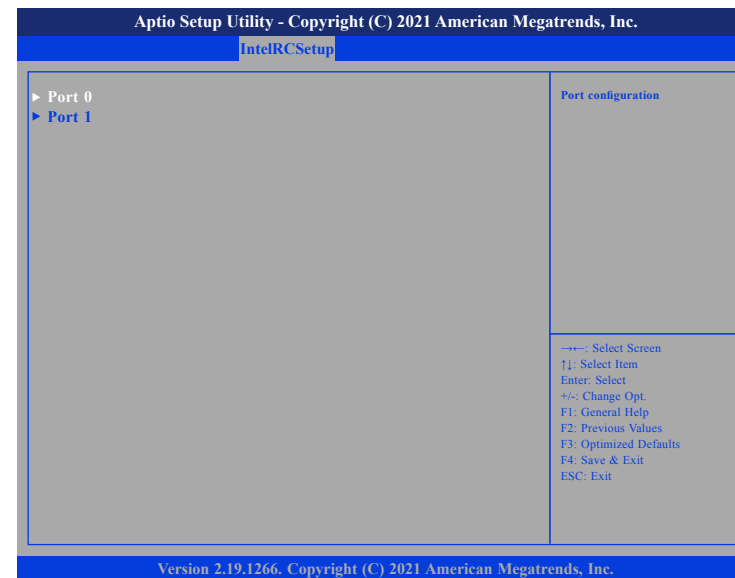 Aptio Setup Utility - Copyright (C) 2021 American Megatrends, Inc.
IntelRCSetup
► Port 0
► Port 1
Port configuration
→←: Select Screen
↑↓: Select Item
Enter: Select
+/-: Change Opt.
F1: General Help
F2: Previous Values
F3: Optimized Defaults
F4: Save & Exit
ESC: Exit
Version 2.19.1266. Copyright (C) 2021 American Megatrends, Inc.